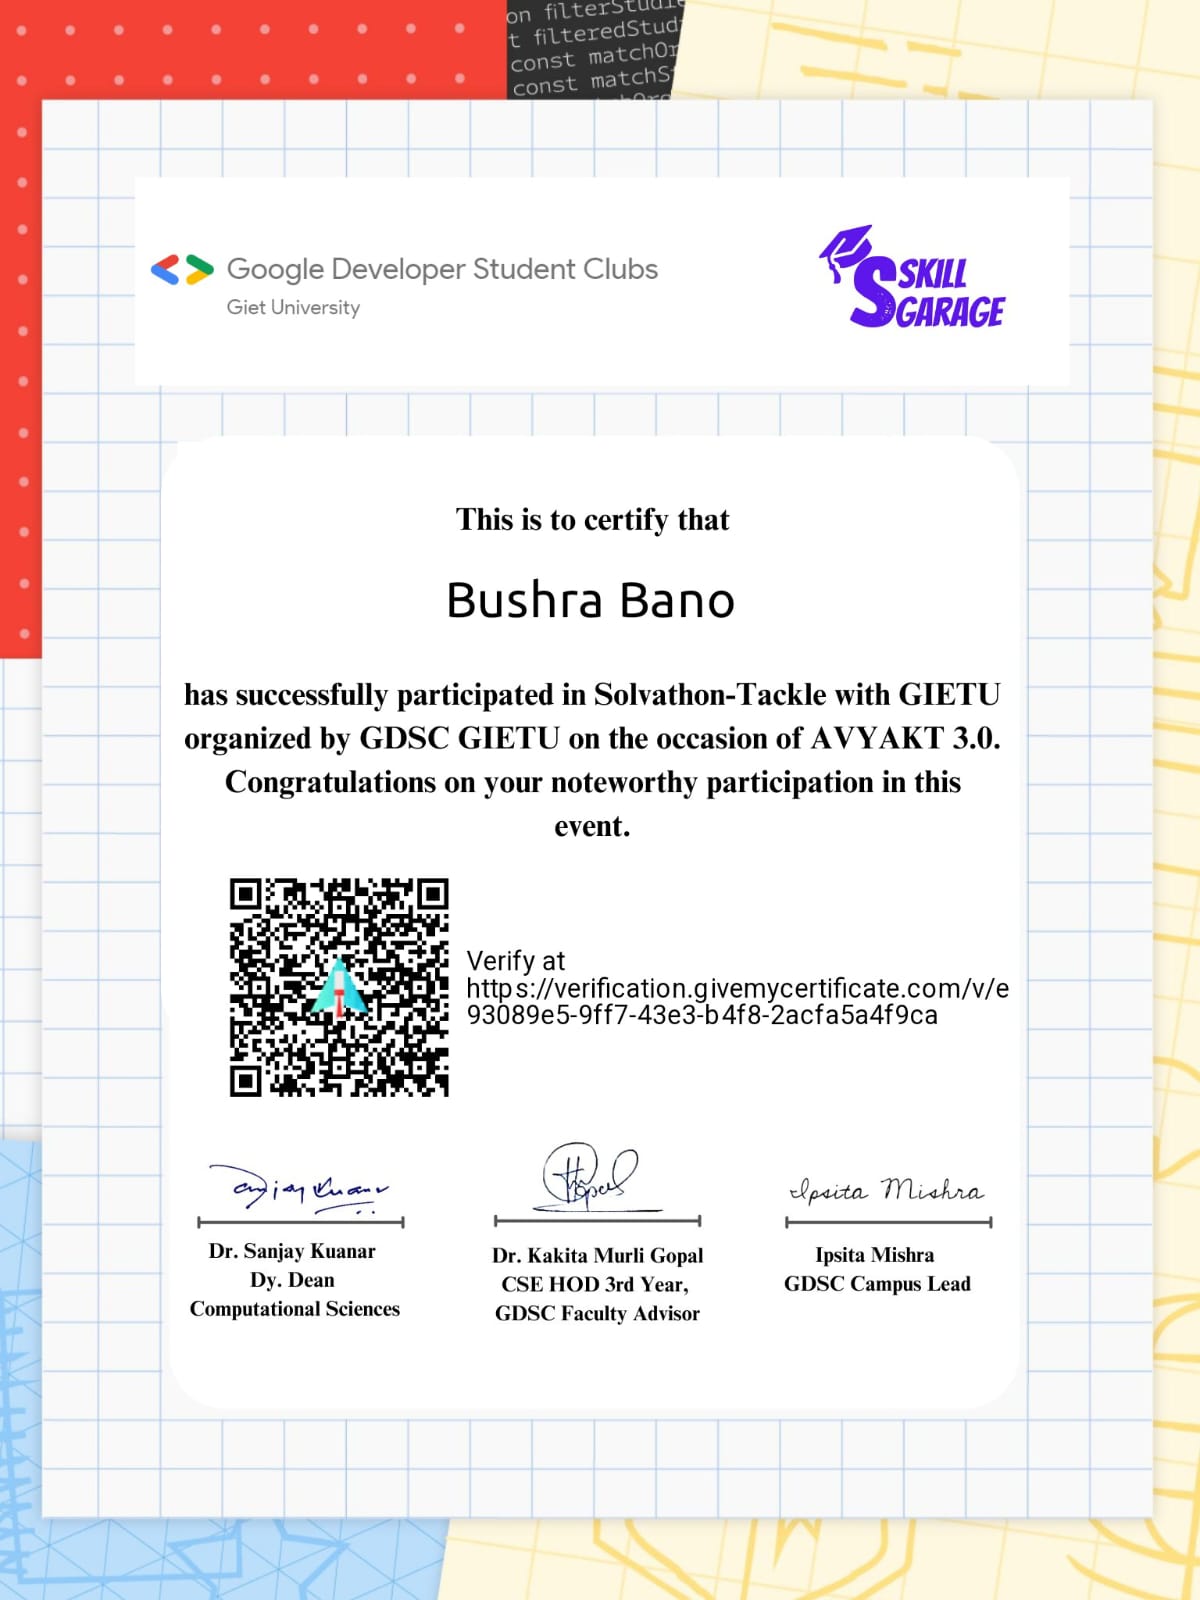 on filterStudie
t filteredStud
const matchOr
const matchS
Google Developer Student Clubs
Giet University
SKILL
GARAGE
This is to certify that
Bushra Bano
has successfully participated in Solvathon-Tackle with GIETU
organized by GDSC GIETU on the occasion of AVYAKT 3.0.
Congratulations on your noteworthy participation in this
event.
Verify at
https://verification.givemycertificate.com/v/e
93089e5-9ff7-43e3-b4f8-2acfa5a4f9ca
Ipsita Mishra
Dr. Sanjay Kuanar
Dy. Dean
Computational Sciences
Dr. Kakita Murli Gopal
CSE HOD 3rd Year,
GDSC Faculty Advisor
Ipsita Mishra
GDSC Campus Lead